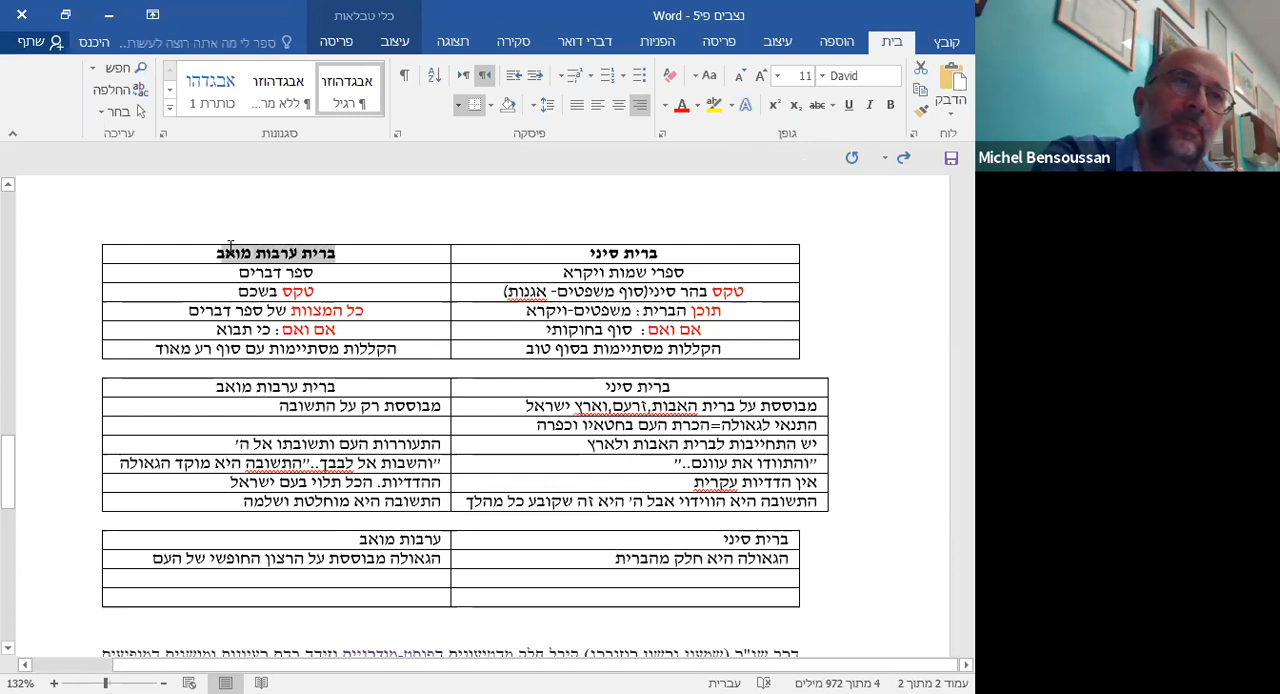 נצבים פי5 - Word
כלי טבלאות
קובץ בית הוספה עיצוב פריסה הפניות דברי דואר סקירה תצוגה עיצוב פריסה ספר לי מה אתה רוצה לעשות... היכנס שתף
הדבק
David 11
אבגדהוזו אבגדהוזו אבגדהו
¶ רגיל ¶ ללא מר... כותרת 1
חפש
החלפה
בחר
לוח גופן פיסקה סגנונות עריכה
Michel Bensoussan
ברית סיני ברית ערבות מואב
ספרי שמות ויקרא ספר דברים
טקס בהר סיני(סוף משפטים- אגנות) טקס בשכם
תוכן הברית : משפטים-ויקרא כל המצוות של ספר דברים
אם ואם : סוף בחוקותי אם ואם : כי תבוא
הקללות מסתיימות בסוף טוב הקללות מסתיימות עם סוף רע מאוד
ברית סיני ברית ערבות מואב
מבוססת על ברית האבות,זרעם,וארץ ישראל מבוססת רק על התשובה
התנאי לגאולה=הכרת העם בחטאיו וכפרה
יש התחייבות לברית האבות ולארץ התעוררות העם ותשובתו אל ה'
"והתוודו את עוונם.." "והשבות אל לבבך.."התשובה היא מוקד הגאולה
אין הדדיות עקרית ההדדיות. הכל תלוי בעם ישראל
התשובה היא הווידוי אבל ה' היא זה שקובע כל מהלך התשובה היא מוחלטת ושלמה
ברית סיני ערבות מואב
הגאולה היא חלק מהברית הגאולה מבוססת על הרצון החופשי של העם
עמוד 2 מתוך 2 4 מתוך 972 מילים עברית 132%